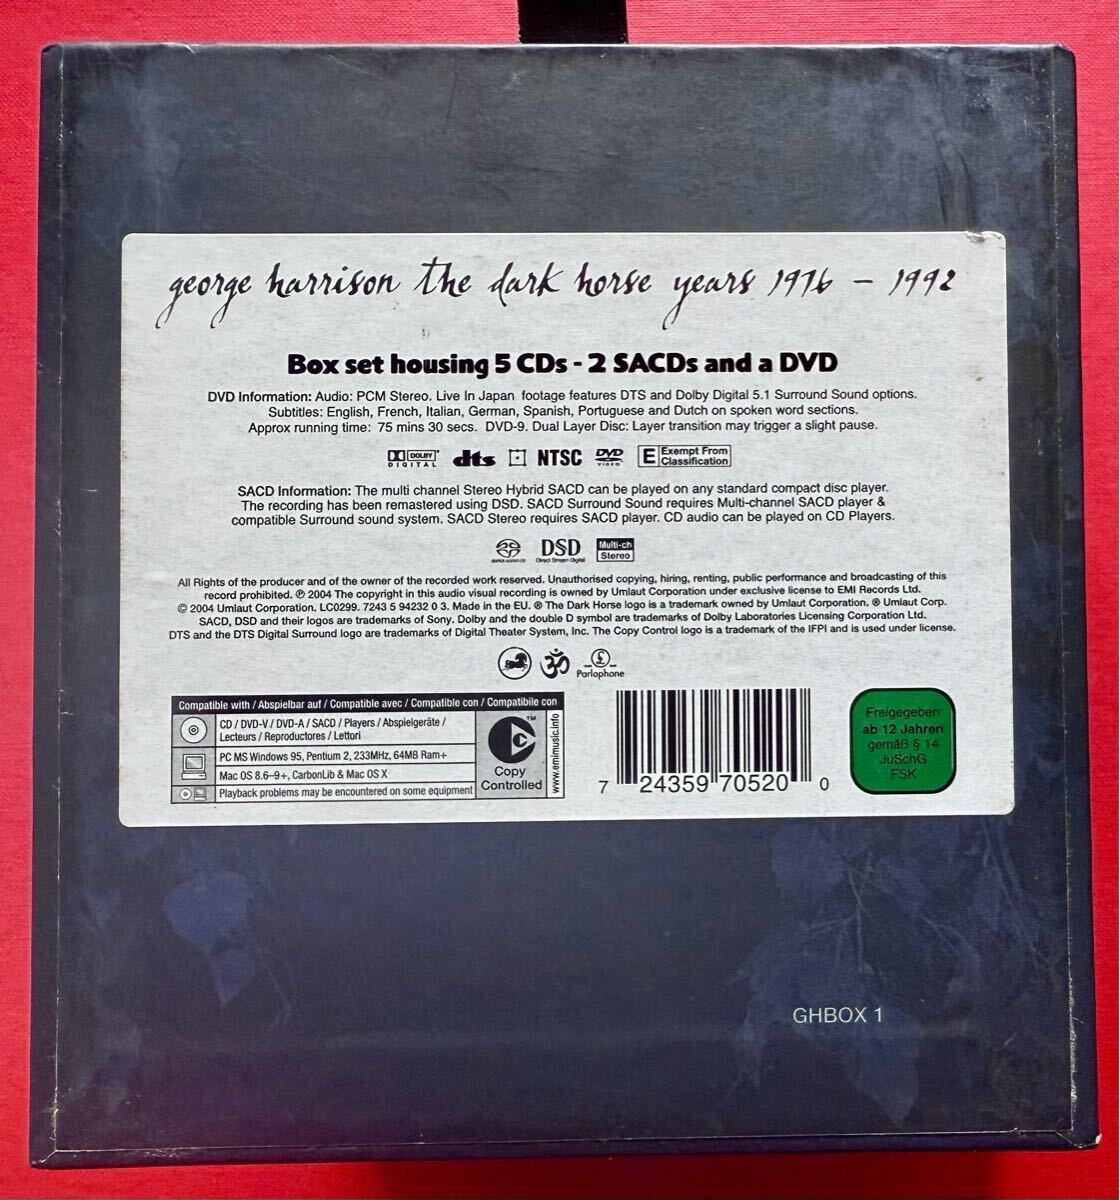 george harrison the dark horse years 1976 – 1992
Box set housing 5 CDs - 2 SACDs and a DVD
DVD Information: Audio: PCM Stereo. Live In Japan footage features DTS and Dolby Digital 5.1 Surround Sound options.
Subtitles: English, French, Italian, German, Spanish, Portuguese and Dutch on spoken word sections.
Approx running time: 75 mins 30 secs. DVD-9. Dual Layer Disc: Layer transition may trigger a slight pause.
DOLBY DIGITAL dts NTSC DVD VIDEO E Exempt From Classification
SACD Information: The multi channel Stereo Hybrid SACD can be played on any standard compact disc player.
The recording has been remastered using DSD. SACD Surround Sound requires Multi-channel SACD player &
compatible Surround sound system. SACD Stereo requires SACD player. CD audio can be played on CD Players.
SUPER AUDIO CD DSD Direct Stream Digital Multi-ch Stereo
All Rights of the producer and of the owner of the recorded work reserved. Unauthorised copying, hiring, renting, public performance and broadcasting of this
record prohibited. ℗ 2004 The copyright in this audio visual recording is owned by Umlaut Corporation under exclusive license to EMI Records Ltd.
© 2004 Umlaut Corporation. LC0299. 7243 5 94232 0 3. Made in the EU. ® The Dark Horse logo is a trademark owned by Umlaut Corporation. ® Umlaut Corp.
SACD, DSD and their logos are trademarks of Sony. Dolby and the double D symbol are trademarks of Dolby Laboratories Licensing Corporation Ltd.
DTS and the DTS Digital Surround logo are trademarks of Digital Theater System, Inc. The Copy Control logo is a trademark of the IFPI and is used under license.
ॐ £ Parlophone
Compatible with / Abspielbar auf / Compatible avec / Compatible con / Compatibile con
CD / DVD-V / DVD-A / SACD / Players / Abspielgeräte /
Lecteurs / Reproductores / Lettori
PC MS Windows 95, Pentium 2, 233MHz, 64MB Ram+
Mac OS 8.6–9+, CarbonLib & Mac OS X
Playback problems may be encountered on some equipment
C ™
Copy
Controlled
www.emimusic.info
7 24359 70520 0
Freigegeben
ab 12 Jahren
gemäß § 14
JuSchG
FSK
GHBOX 1